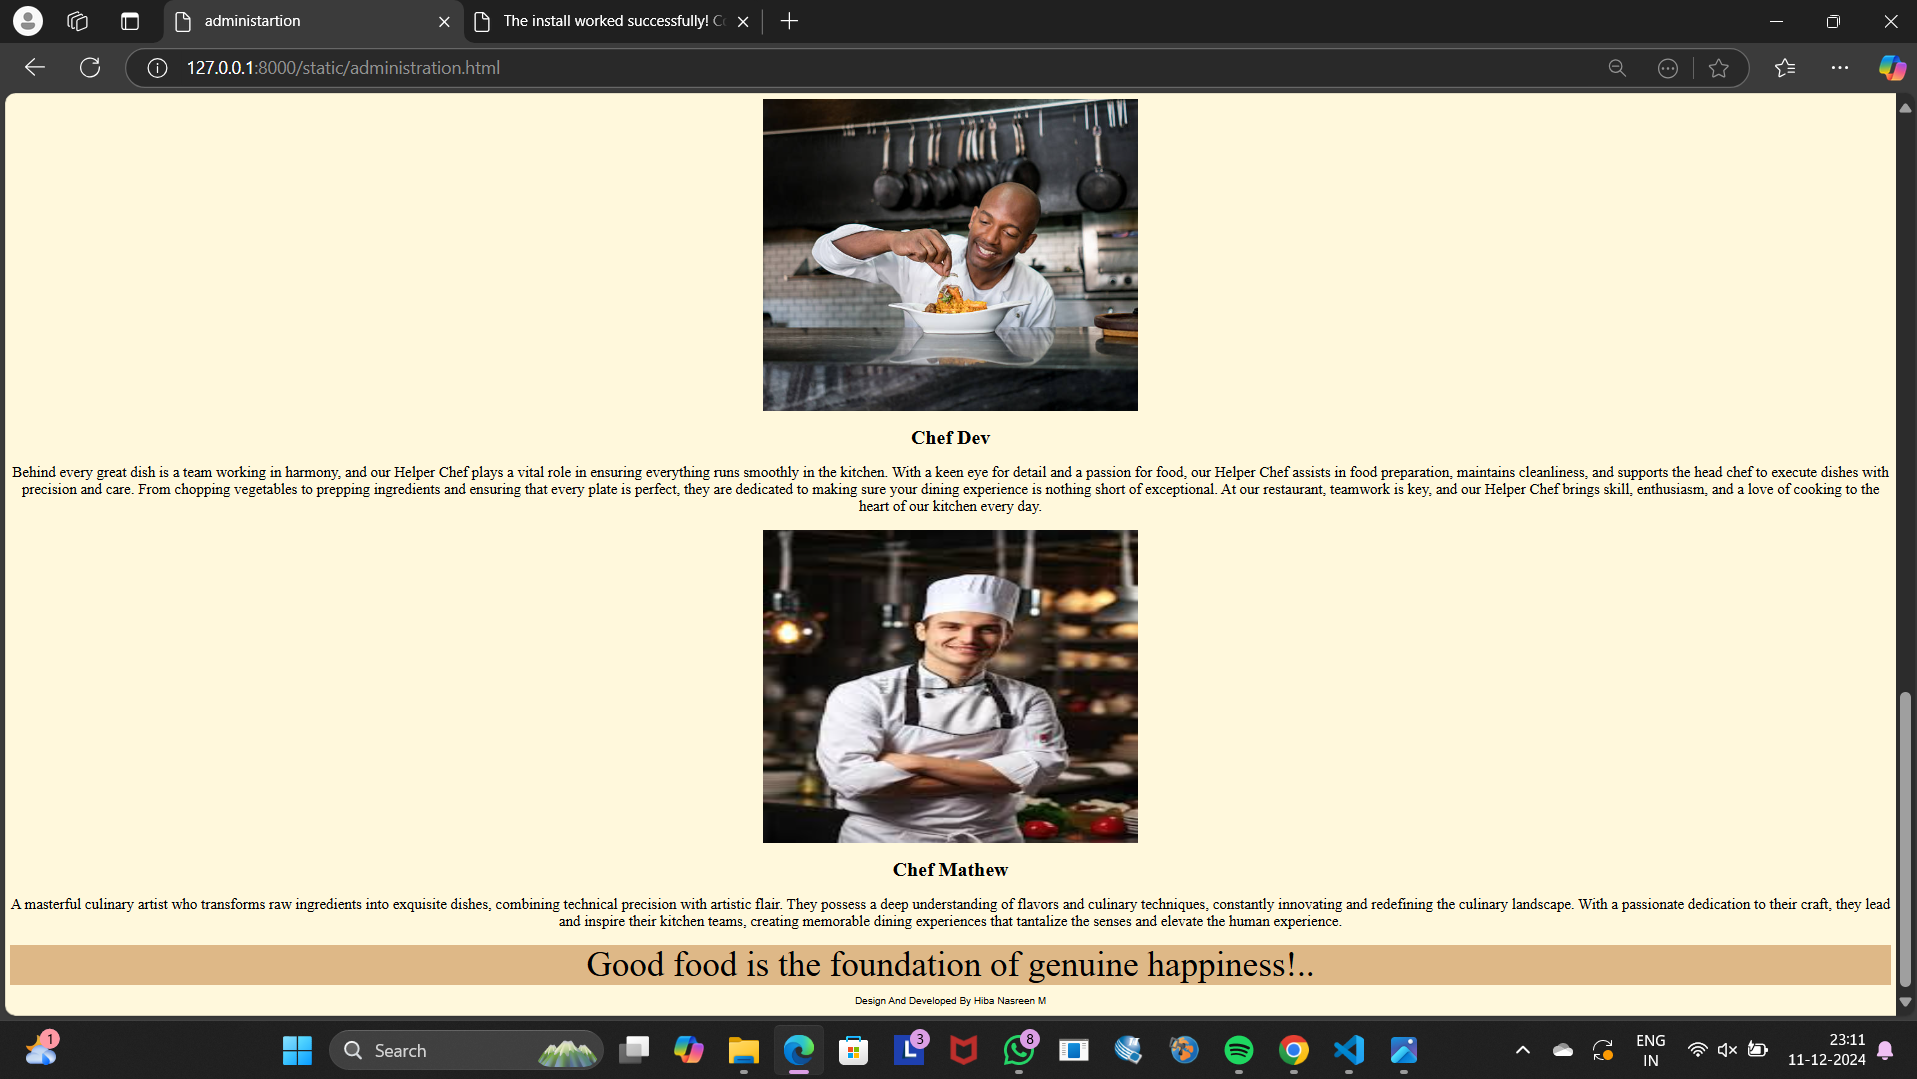 administartion
The install worked successfully! Co
127.0.0.1:8000/static/administration.html
Chef Dev
Behind every great dish is a team working in harmony, and our Helper Chef plays a vital role in ensuring everything runs smoothly in the kitchen. With a keen eye for detail and a passion for food, our Helper Chef assists in food preparation, maintains cleanliness, and supports the head chef to execute dishes with
precision and care. From chopping vegetables to prepping ingredients and ensuring that every plate is perfect, they are dedicated to making sure your dining experience is nothing short of exceptional. At our restaurant, teamwork is key, and our Helper Chef brings skill, enthusiasm, and a love of cooking to the
heart of our kitchen every day.
Chef Mathew
A masterful culinary artist who transforms raw ingredients into exquisite dishes, combining technical precision with artistic flair. They possess a deep understanding of flavors and culinary techniques, constantly innovating and redefining the culinary landscape. With a passionate dedication to their craft, they lead
and inspire their kitchen teams, creating memorable dining experiences that tantalize the senses and elevate the human experience.
Good food is the foundation of genuine happiness!..
Design And Developed By Hiba Nasreen M
1
Search
L 3
8
ENG
IN
23:11
11-12-2024